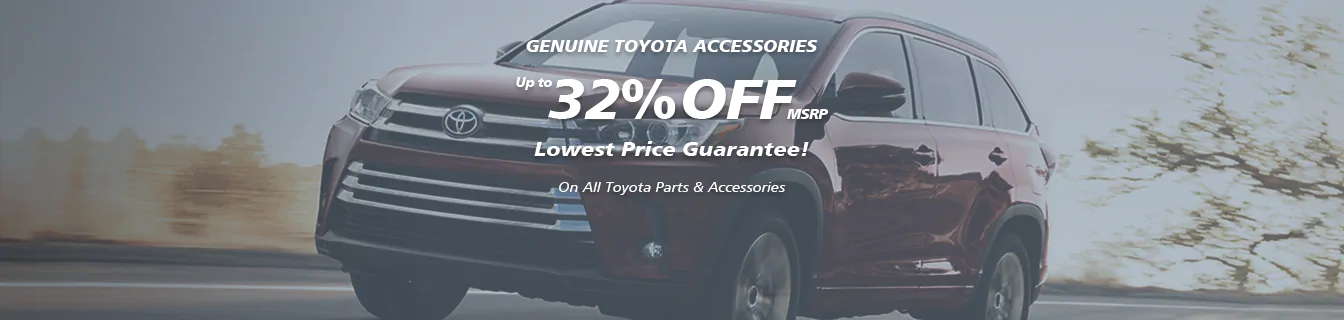 GENUINE TOYOTA ACCESSORIES
Up to 32% OFF MSRP
Lowest Price Guarantee!
On All Toyota Parts & Accessories